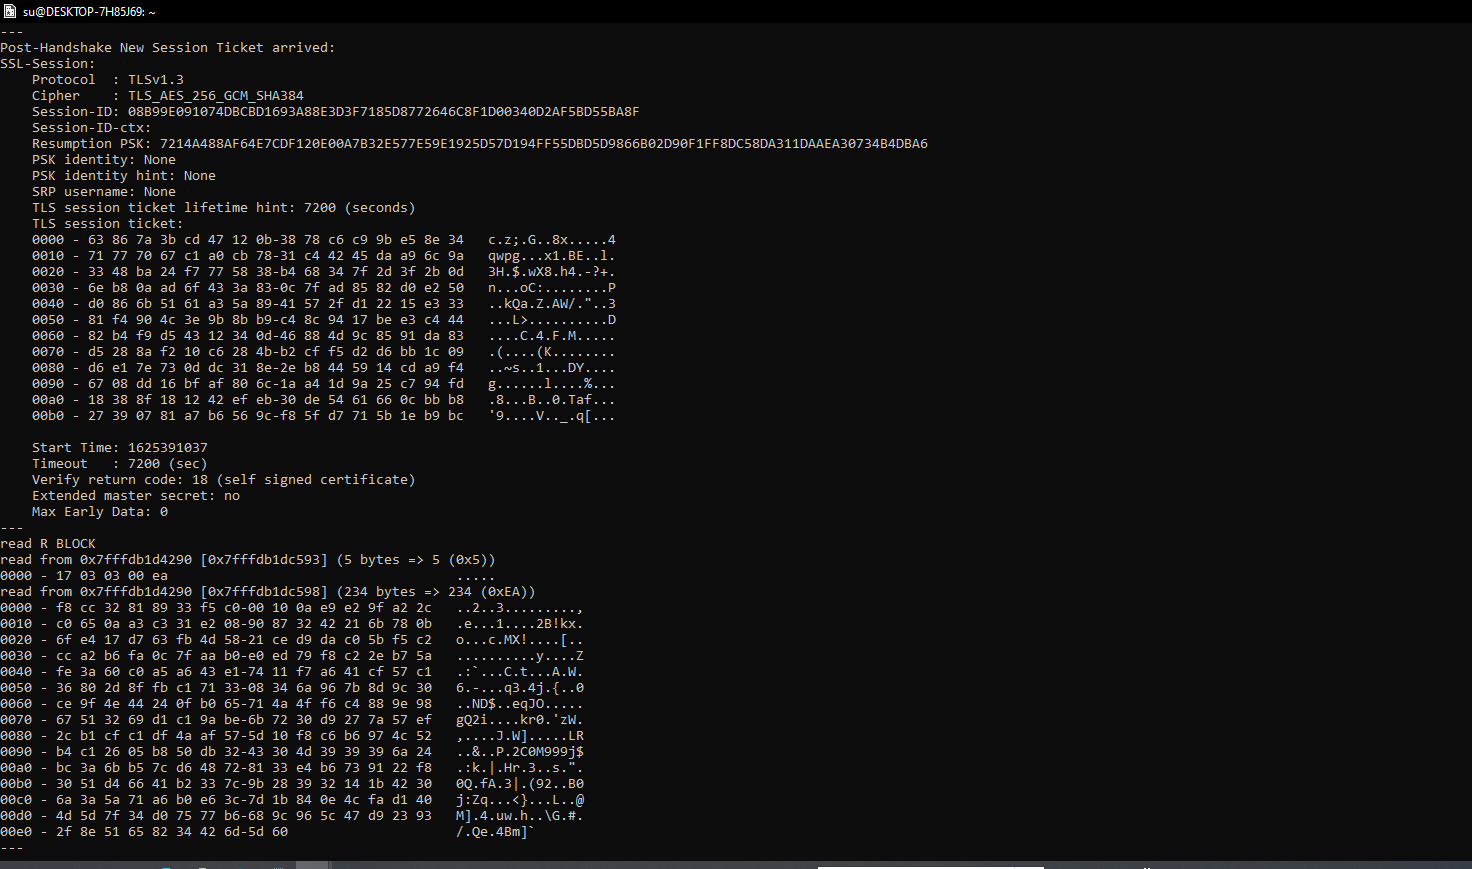 su@DESKTOP-7H85J69: ~
---
Post-Handshake New Session Ticket arrived:
SSL-Session:
    Protocol  : TLSv1.3
    Cipher    : TLS_AES_256_GCM_SHA384
    Session-ID: 08B99E091074DBCBD1693A88E3D3F7185D8772646C8F1D00340D2AF5BD55BA8F
    Session-ID-ctx:
    Resumption PSK: 7214A488AF64E7CDF120E00A7B32E577E59E1925D57D194FF55DBD5D9866B02D90F1FF8DC58DA311DAAEA30734B4DBA6
    PSK identity: None
    PSK identity hint: None
    SRP username: None
    TLS session ticket lifetime hint: 7200 (seconds)
    TLS session ticket:
    0000 - 63 86 7a 3b cd 47 12 0b-38 78 c6 c9 9b e5 8e 34   c.z;.G..8x.....4
    0010 - 71 77 70 67 c1 a0 cb 78-31 c4 42 45 da a9 6c 9a   qwpg...x1.BE..l.
    0020 - 33 48 ba 24 f7 77 58 38-b4 68 34 7f 2d 3f 2b 0d   3H.$.wX8.h4.-?+.
    0030 - 6e b8 0a ad 6f 43 3a 83-0c 7f ad 85 82 d0 e2 50   n...oC:........P
    0040 - d0 86 6b 51 61 a3 5a 89-41 57 2f d1 22 15 e3 33   ..kQa.Z.AW/."..3
    0050 - 81 f4 90 4c 3e 9b 8b b9-c4 8c 94 17 be e3 c4 44   ...L>..........D
    0060 - 82 b4 f9 d5 43 12 34 0d-46 88 4d 9c 85 91 da 83   ....C.4.F.M.....
    0070 - d5 28 8a f2 10 c6 28 4b-b2 cf f5 d2 d6 bb 1c 09   .(....(K........
    0080 - d6 e1 7e 73 0d dc 31 8e-2e b8 44 59 14 cd a9 f4   ..~s..1...DY....
    0090 - 67 08 dd 16 bf af 80 6c-1a a4 1d 9a 25 c7 94 fd   g......l....%...
    00a0 - 18 38 8f 18 12 42 ef eb-30 de 54 61 66 0c bb b8   .8...B..0.Taf...
    00b0 - 27 39 07 81 a7 b6 56 9c-f8 5f d7 71 5b 1e b9 bc   '9....V.._.q[...

    Start Time: 1625391037
    Timeout   : 7200 (sec)
    Verify return code: 18 (self signed certificate)
    Extended master secret: no
    Max Early Data: 0
---
read R BLOCK
read from 0x7fffdb1d4290 [0x7fffdb1dc593] (5 bytes => 5 (0x5))
0000 - 17 03 03 00 ea                                    .....
read from 0x7fffdb1d4290 [0x7fffdb1dc598] (234 bytes => 234 (0xEA))
0000 - f8 cc 32 81 89 33 f5 c0-00 10 0a e9 e2 9f a2 2c   ..2..3.........,
0010 - c0 65 0a a3 c3 31 e2 08-90 87 32 42 21 6b 78 0b   .e...1....2B!kx.
0020 - 6f e4 17 d7 63 fb 4d 58-21 ce d9 da c0 5b f5 c2   o...c.MX!....[..
0030 - cc a2 b6 fa 0c 7f aa b0-e0 ed 79 f8 c2 2e b7 5a   ..........y....Z
0040 - fe 3a 60 c0 a5 a6 43 e1-74 11 f7 a6 41 cf 57 c1   .:`...C.t...A.W.
0050 - 36 80 2d 8f fb c1 71 33-08 34 6a 96 7b 8d 9c 30   6.-...q3.4j.{..0
0060 - ce 9f 4e 44 24 0f b0 65-71 4a 4f f6 c4 88 9e 98   ..ND$..eqJO.....
0070 - 67 51 32 69 d1 c1 9a be-6b 72 30 d9 27 7a 57 ef   gQ2i....kr0.'zW.
0080 - 2c b1 cf c1 df 4a af 57-5d 10 f8 c6 b6 97 4c 52   ,....J.W].....LR
0090 - b4 c1 26 05 b8 50 db 32-43 30 4d 39 39 39 6a 24   ..&..P.2C0M999j$
00a0 - bc 3a 6b b5 7c d6 48 72-81 33 e4 b6 73 91 22 f8   .:k.|.Hr.3..s.".
00b0 - 30 51 d4 66 41 b2 33 7c-9b 28 39 32 14 1b 42 30   0Q.fA.3|.(92..B0
00c0 - 6a 3a 5a 71 a6 b0 e6 3c-7d 1b 84 0e 4c fa d1 40   j:Zq...<}...L..@
00d0 - 4d 5d 7f 34 d0 75 77 b6-68 9c 96 5c 47 d9 23 93   M].4.uw.h..\G.#.
00e0 - 2f 8e 51 65 82 34 42 6d-5d 60                     /.Qe.4Bm]`
---